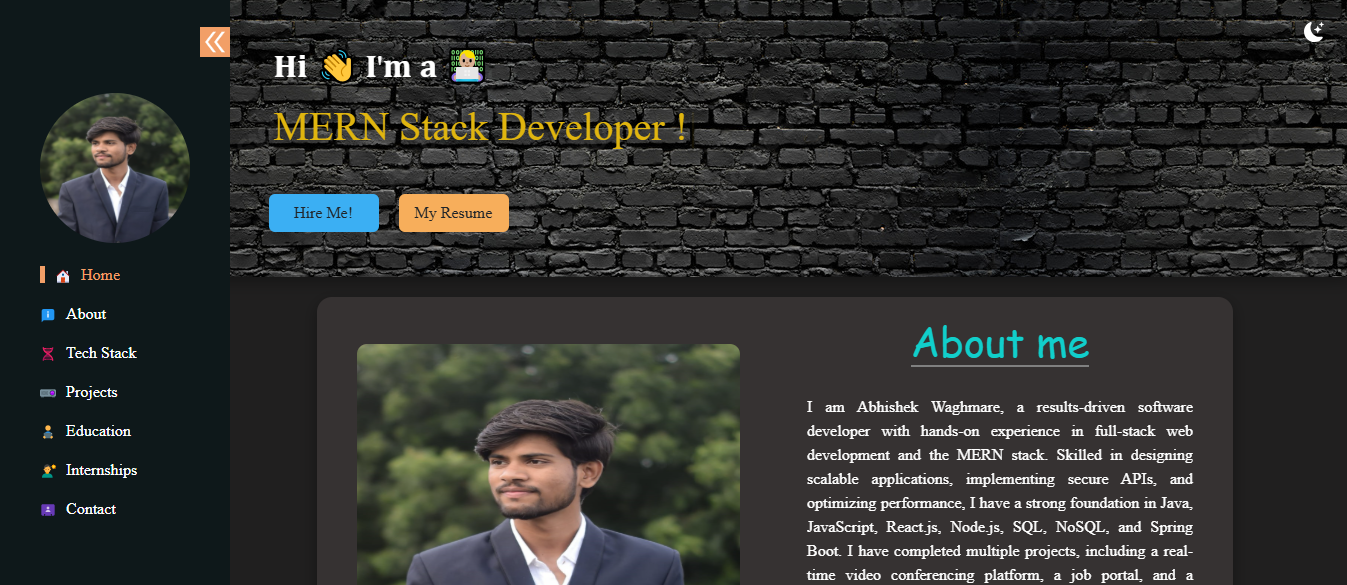 Hi 👋 I'm a 👨‍💻
MERN Stack Developer !
Hire Me!
My Resume
Home
About
Tech Stack
Projects
Education
Internships
Contact
About me
I am Abhishek Waghmare, a results-driven software
developer with hands-on experience in full-stack web
development and the MERN stack. Skilled in designing
scalable applications, implementing secure APIs, and
optimizing performance, I have a strong foundation in Java,
JavaScript, React.js, Node.js, SQL, NoSQL, and Spring
Boot. I have completed multiple projects, including a real-
time video conferencing platform, a job portal, and a